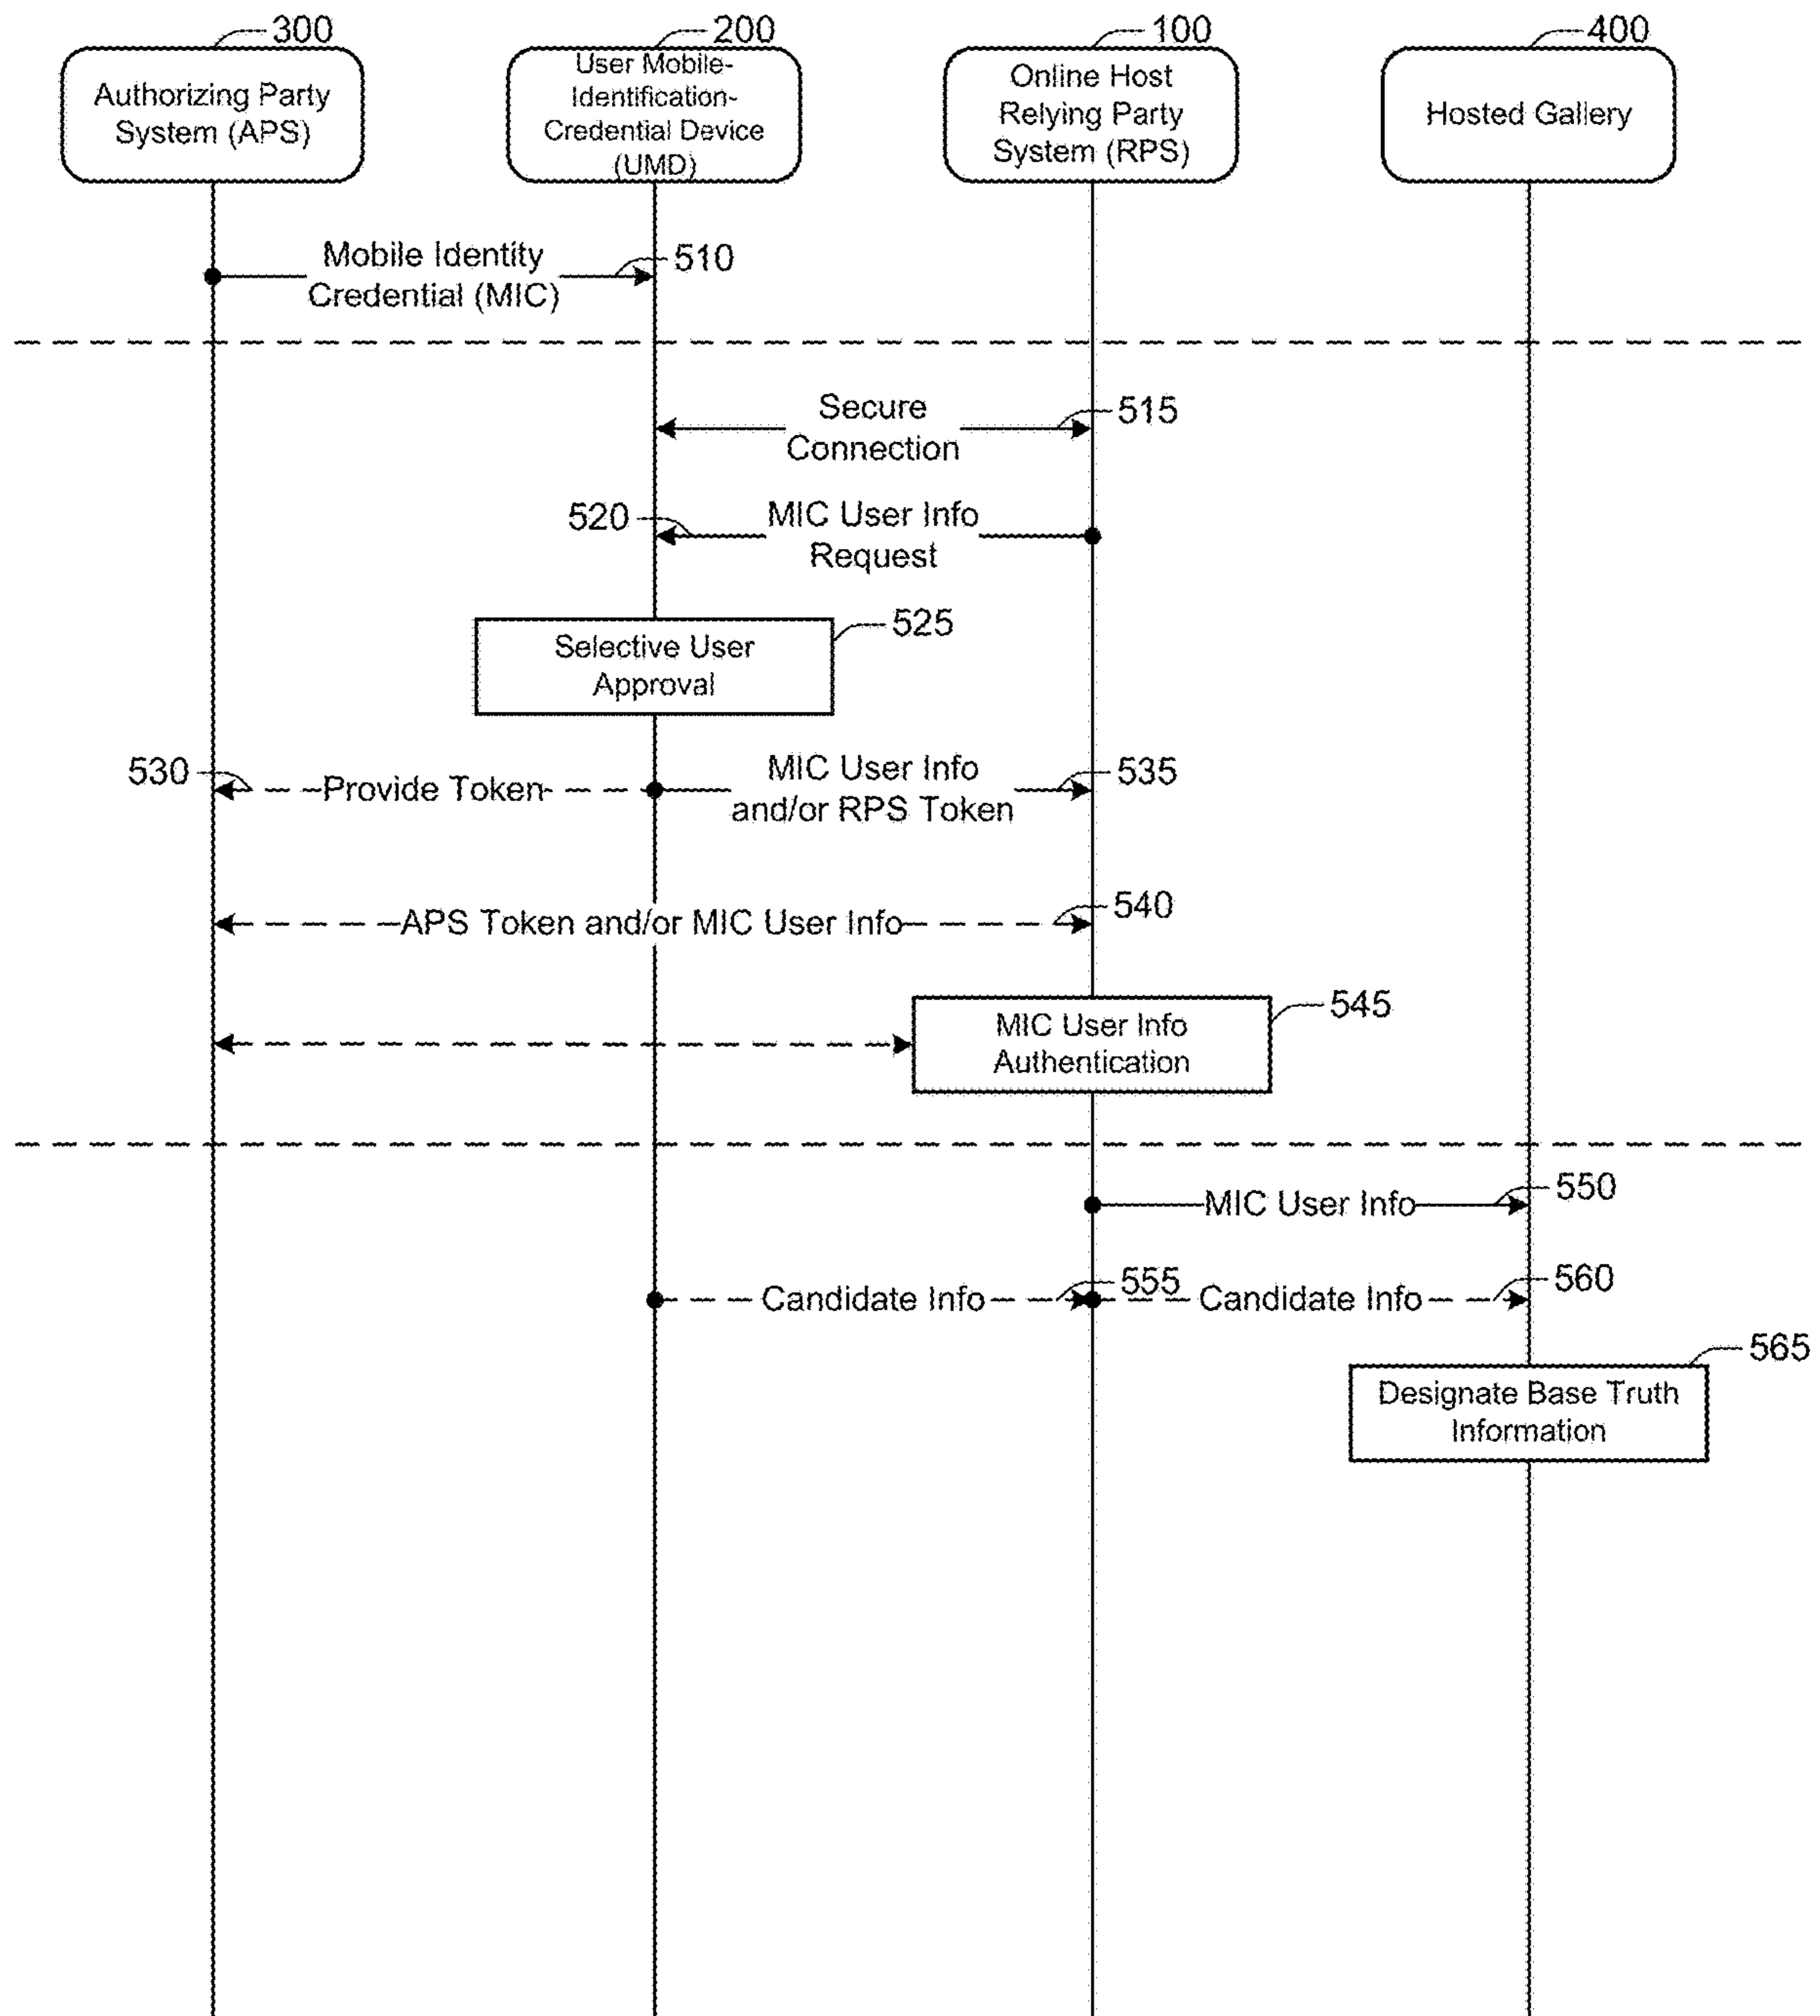 300
200
100
400
Authorizing Party
System (APS)
User Mobile-
Identification-
Credential Device
(UMD)
Online Host
Relying Party
System (RPS)
Hosted Gallery
Mobile Identity
Credential (MIC)
510
Secure
Connection
515
520
MIC User Info
Request
Selective User
Approval
525
530
Provide Token
MIC User Info
and/or RPS Token
535
APS Token and/or MIC User Info
540
MIC User Info
Authentication
545
MIC User Info
550
Candidate Info
555
Candidate Info
560
565
Designate Base Truth
Information